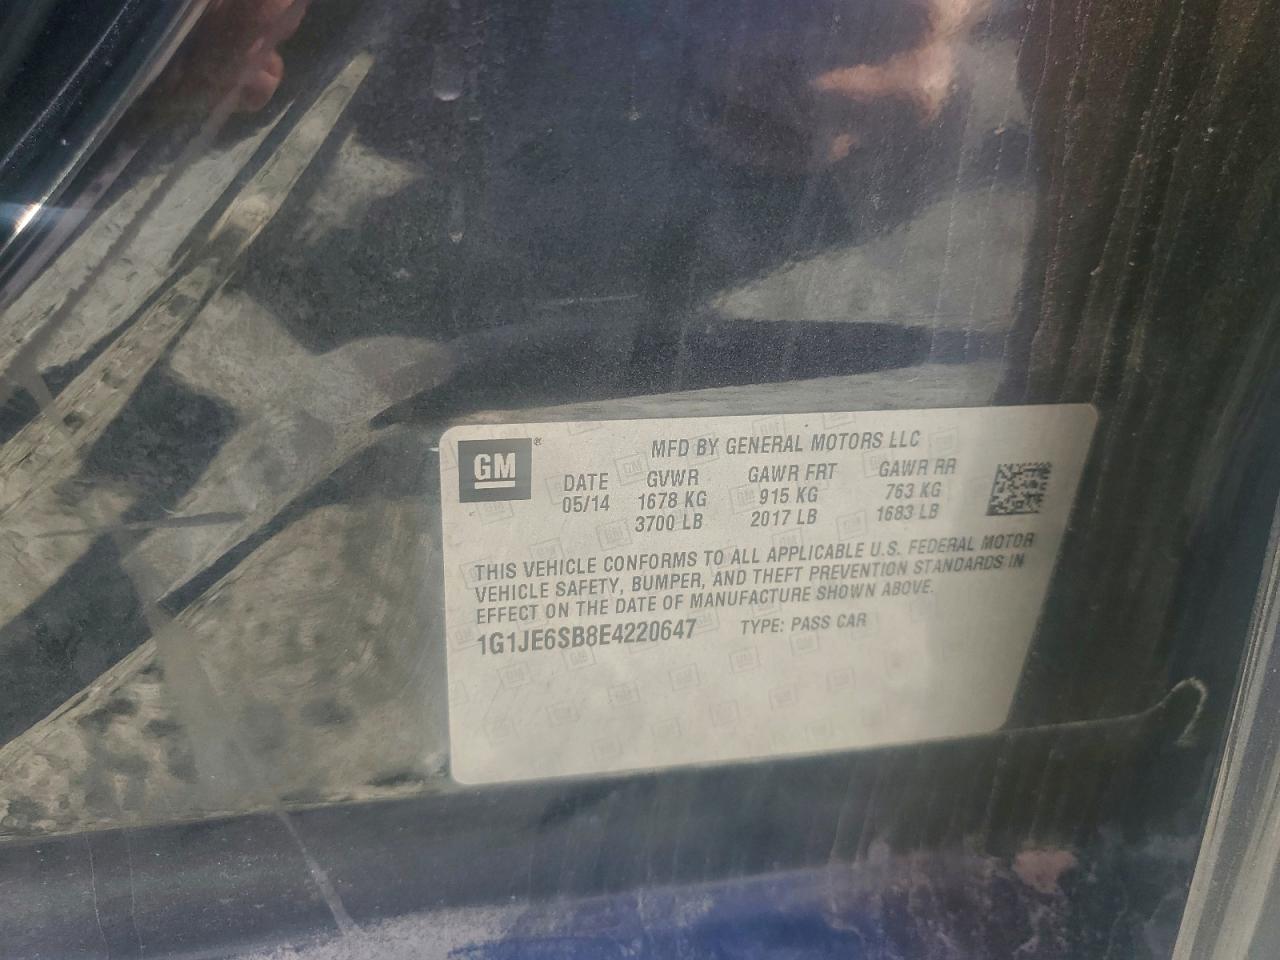 GM®
MFD BY GENERAL MOTORS LLC
DATE GVWR GAWR FRT GAWR RR
05/14 1678 KG 915 KG 763 KG
3700 LB 2017 LB 1683 LB
THIS VEHICLE CONFORMS TO ALL APPLICABLE U.S. FEDERAL MOTOR
VEHICLE SAFETY, BUMPER, AND THEFT PREVENTION STANDARDS IN
EFFECT ON THE DATE OF MANUFACTURE SHOWN ABOVE.
1G1JE6SB8E4220647 TYPE: PASS CAR